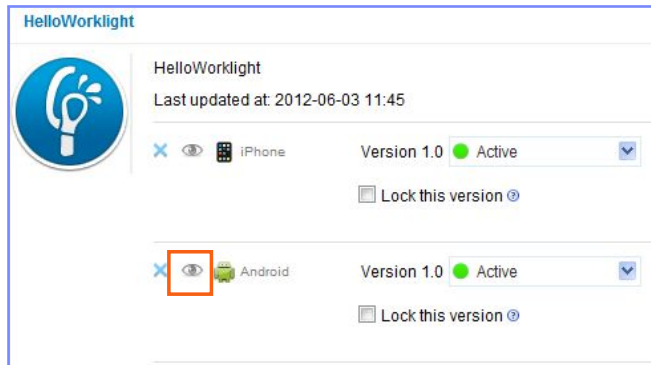 HelloWorklight
HelloWorklight
Last updated at: 2012-06-03 11:45
iPhone Version 1.0 Active
Lock this version ?
Android Version 1.0 Active
Lock this version ?